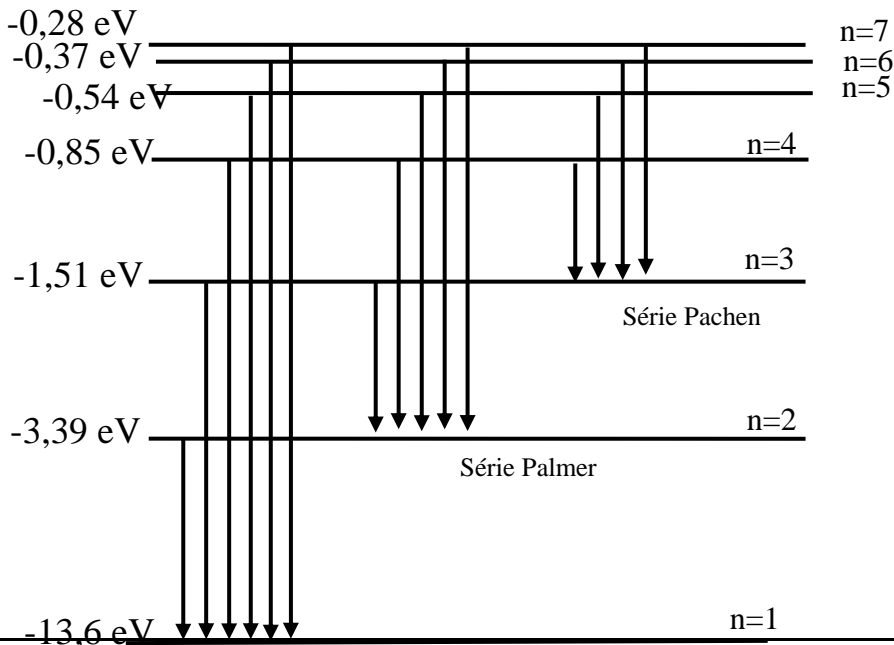 -0,28 eV
n=7
-0,37 eV
n=6
-0,54 eV
n=5
-0,85 eV
n=4
-1,51 eV
n=3
Série Pachen
-3,39 eV
n=2
Série Palmer
-13,6 eV
n=1